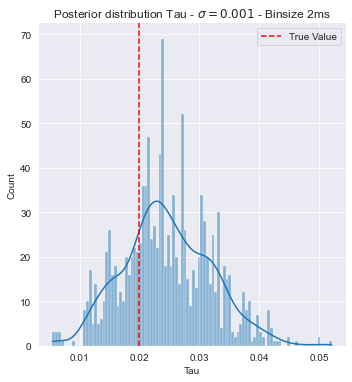 Posterior distribution Tau - σ = 0.001 - Binsize 2ms
True Value
70
60
50
40
30
20
10
0
Count
0.01 0.02 0.03 0.04 0.05
Tau